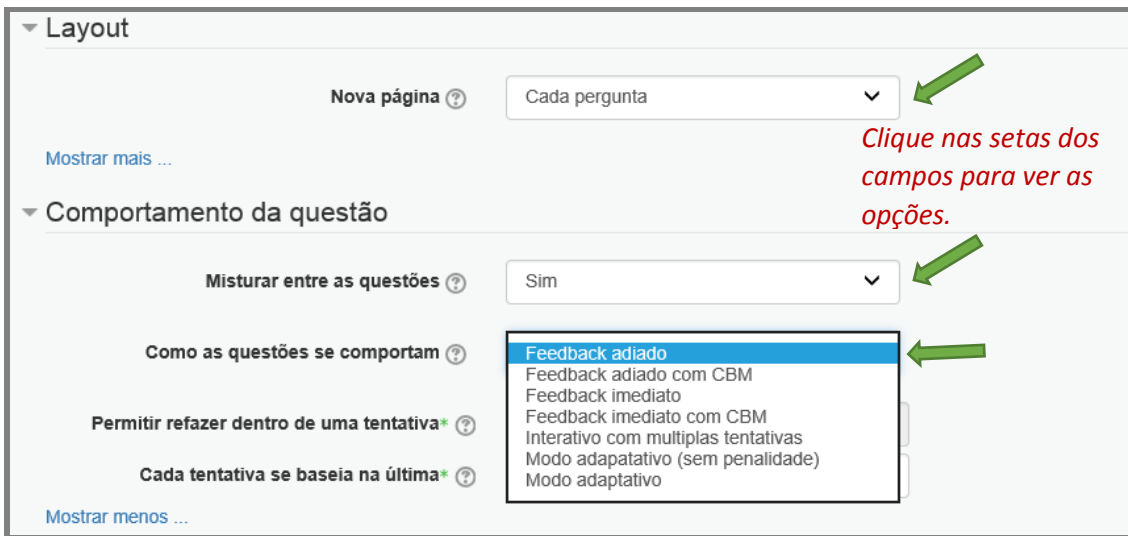 Layout
Nova página
Cada pergunta
Clique nas setas dos
campos para ver as
opções.
Mostrar mais ...
Comportamento da questão
Misturar entre as questões
Sim
Como as questões se comportam
Feedback adiado
Feedback adiado com CBM
Feedback imediato
Feedback imediato com CBM
Interativo com multiplas tentativas
Modo adapatativo (sem penalidade)
Modo adaptativo
Permitir refazer dentro de uma tentativa*
Cada tentativa se baseia na última*
Mostrar menos ...